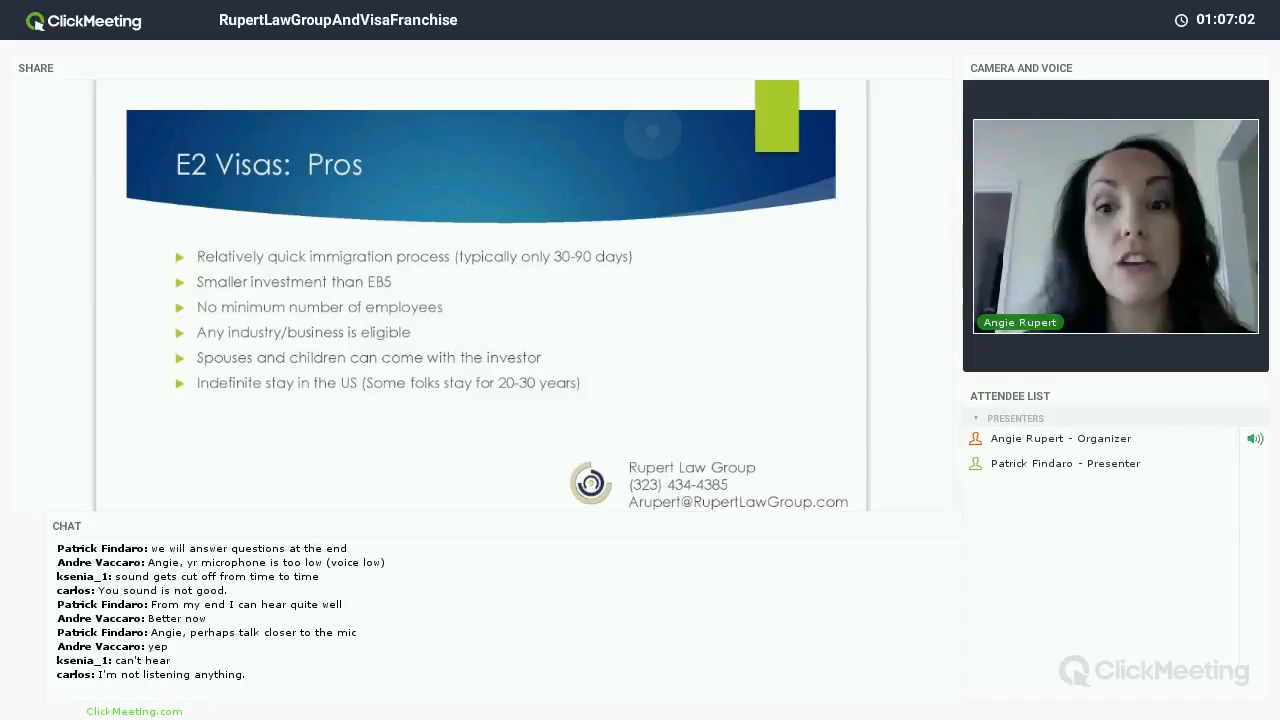 ClickMeeting
RupertLawGroupAndVisaFranchise
01:07:02
SHARE
E2 Visas: Pros
Relatively quick immigration process (typically only 30-90 days)
Smaller investment than EB5
No minimum number of employees
Any industry/business is eligible
Spouses and children can come with the investor
Indefinite stay in the US (Some folks stay for 20-30 years)
Rupert Law Group
(323) 434-4385
Arupert@RupertLawGroup.com
CAMERA AND VOICE
Angie Rupert
ATTENDEE LIST
PRESENTERS
Angie Rupert - Organizer
Patrick Findaro - Presenter
CHAT
Patrick Findaro: we will answer questions at the end
Andre Vaccaro: Angie, yr microphone is too low (voice low)
ksenia_1: sound gets cut off from time to time
carlos: You sound is not good.
Patrick Findaro: From my end I can hear quite well
Andre Vaccaro: Better now
Patrick Findaro: Angie, perhaps talk closer to the mic
Andre Vaccaro: yep
ksenia_1: can't hear
carlos: I'm not listening anything.
ClickMeeting
ClickMeeting.com